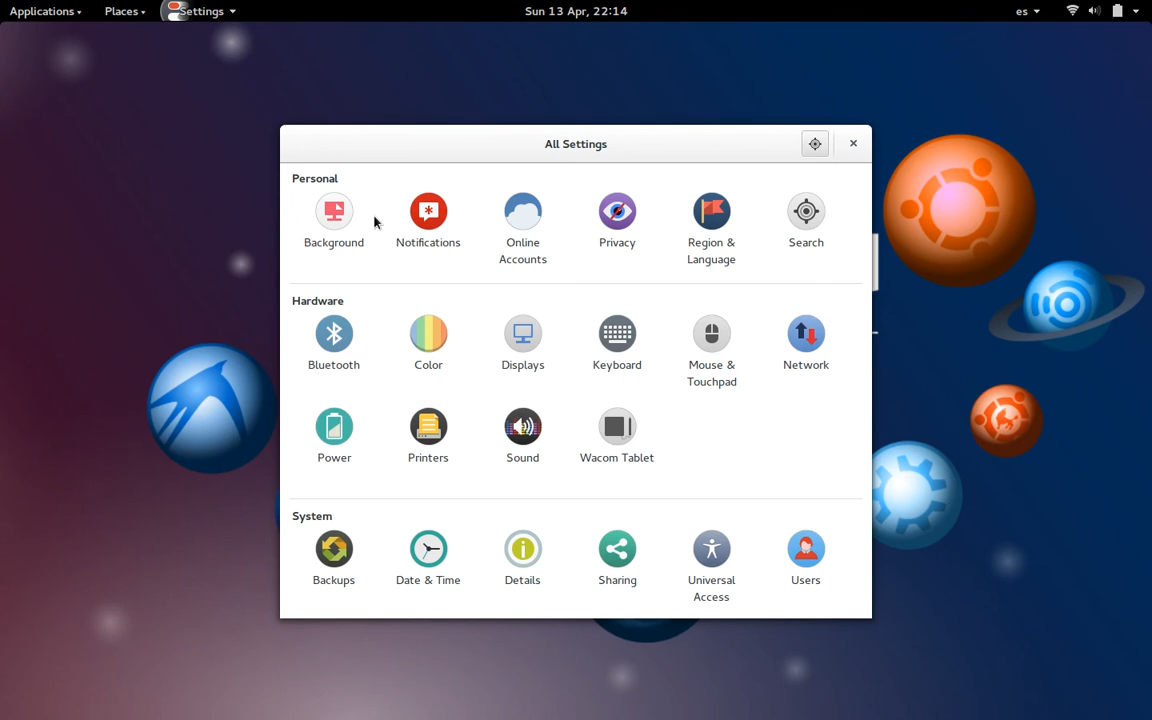 Applications Places Settings Sun 13 Apr, 22:14 es
All Settings
Personal
Background Notifications Online Accounts Privacy Region & Language Search
Hardware
Bluetooth Color Displays Keyboard Mouse & Touchpad Network
Power Printers Sound Wacom Tablet
System
Backups Date & Time Details Sharing Universal Access Users